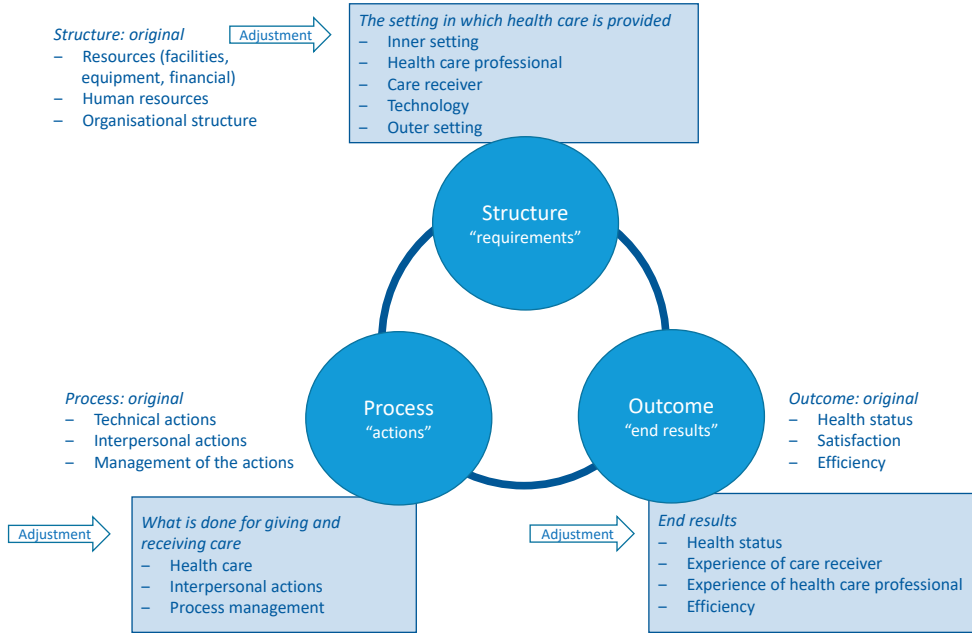 Structure: original
– Resources (facilities,
equipment, financial)
– Human resources
– Organisational structure
Adjustment
The setting in which health care is provided
– Inner setting
– Health care professional
– Care receiver
– Technology
– Outer setting
Structure
“requirements”
Process
“actions”
Outcome
“end results”
Process: original
– Technical actions
– Interpersonal actions
– Management of the actions
Outcome: original
– Health status
– Satisfaction
– Efficiency
Adjustment
What is done for giving and
receiving care
– Health care
– Interpersonal actions
– Process management
Adjustment
End results
– Health status
– Experience of care receiver
– Experience of health care professional
– Efficiency